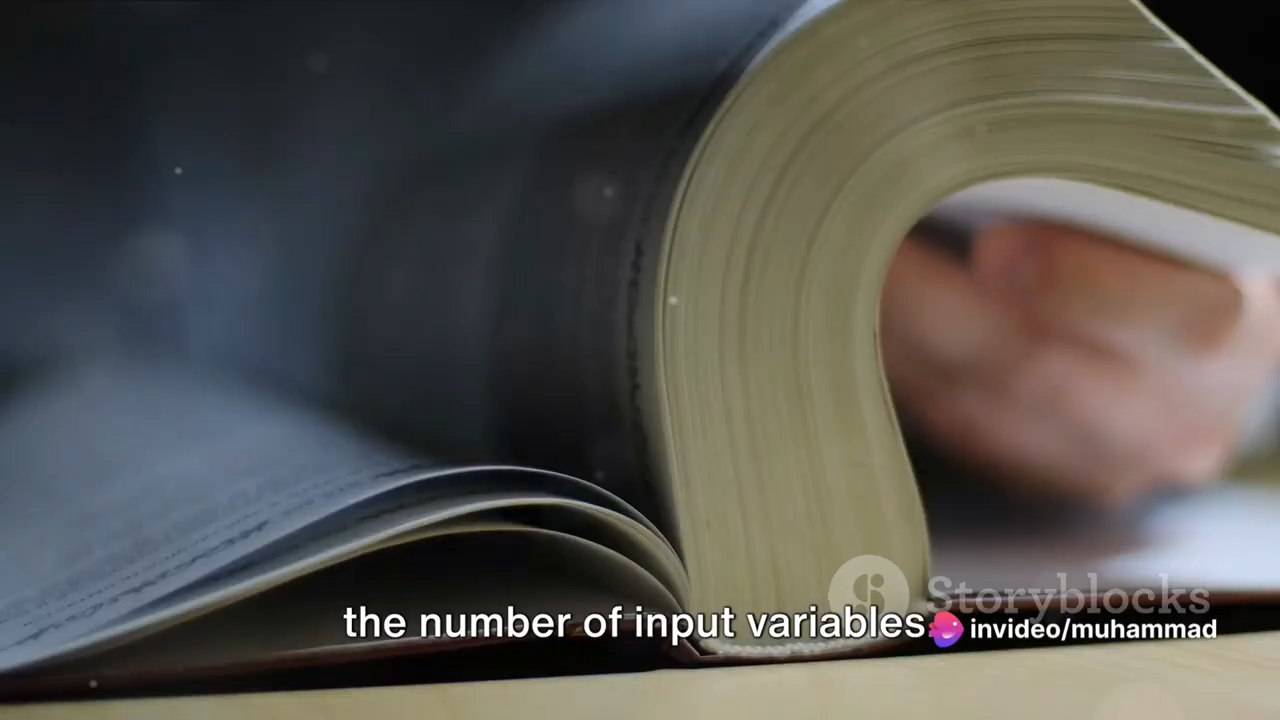 Storyblocks
the number of input variables
invideo/muhammad